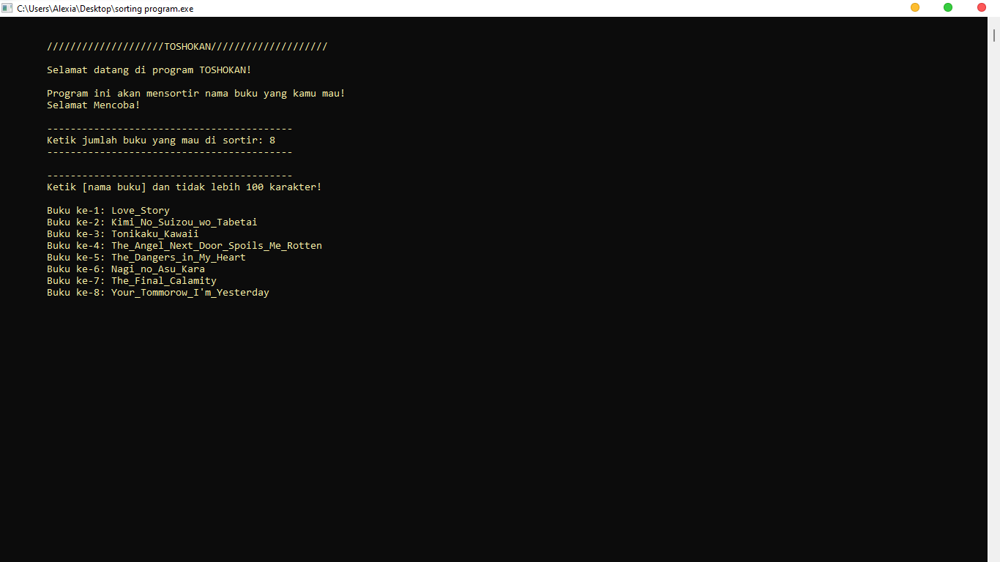 C:\Users\Alexia\Desktop\sorting program.exe
////////////////////TOSHOKAN////////////////////
Selamat datang di program TOSHOKAN!
Program ini akan mensortir nama buku yang kamu mau!
Selamat Mencoba!
------------------------------------------
Ketik jumlah buku yang mau di sortir: 8
------------------------------------------
------------------------------------------
Ketik [nama buku] dan tidak lebih 100 karakter!
Buku ke-1: Love_Story
Buku ke-2: Kimi_No_Suizou_wo_Tabetai
Buku ke-3: Tonikaku_Kawaii
Buku ke-4: The_Angel_Next_Door_Spoils_Me_Rotten
Buku ke-5: The_Dangers_in_My_Heart
Buku ke-6: Nagi_no_Asu_Kara
Buku ke-7: The_Final_Calamity
Buku ke-8: Your_Tommorow_I'm_Yesterday